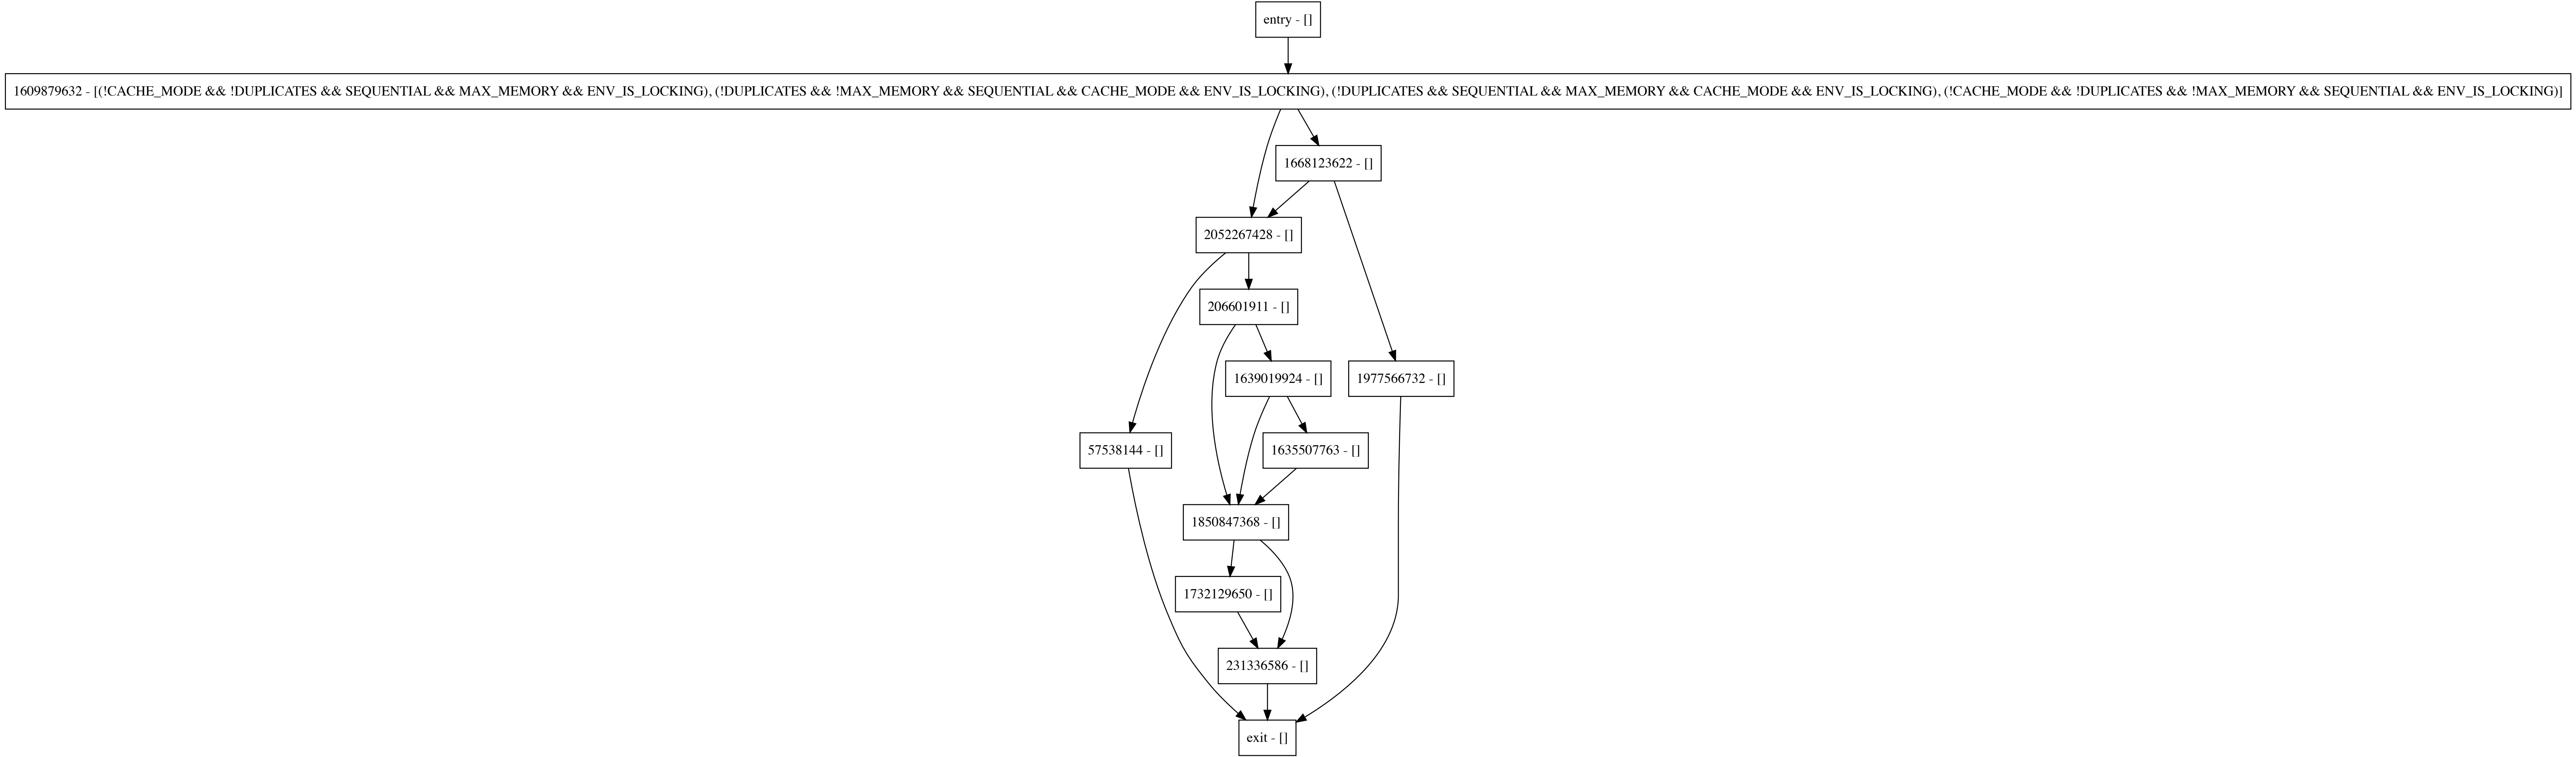 entry - []
1609879632 - [(!CACHE_MODE && !DUPLICATES && SEQUENTIAL && MAX_MEMORY && ENV_IS_LOCKING), (!DUPLICATES && !MAX_MEMORY && SEQUENTIAL && CACHE_MODE && ENV_IS_LOCKING), (!DUPLICATES && SEQUENTIAL && MAX_MEMORY && CACHE_MODE && ENV_IS_LOCKING), (!CACHE_MODE && !DUPLICATES && !MAX_MEMORY && SEQUENTIAL && ENV_IS_LOCKING)]
1668123622 - []
2052267428 - []
206601911 - []
1639019924 - []
1977566732 - []
57538144 - []
1635507763 - []
1850847368 - []
1732129650 - []
231336586 - []
exit - []